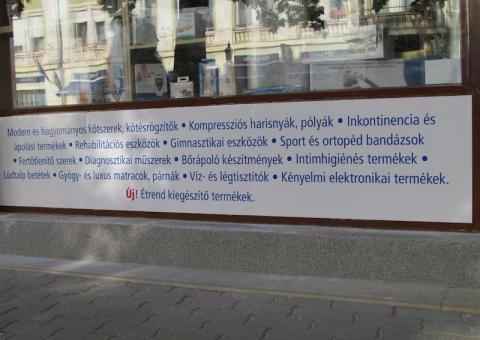 Modern és hagyományos kötszerek, kötésrögzítők • Kompressziós harisnyák, pólyák • Inkontinencia és
ápolási termékek • Rehabilitációs eszközök • Gimnasztikai eszközök • Sport és ortopéd bandázsok
• Fertőtlenítő szerek • Diagnosztikai műszerek • Bőrápoló készítmények • Intimhigiénés termékek •
Lúdtalp betétek • Gyógy- és luxus matracok, párnák • Víz- és légtisztítók • Kényelmi elektronikai termékek.
Új! Étrend kiegészítő termékek.